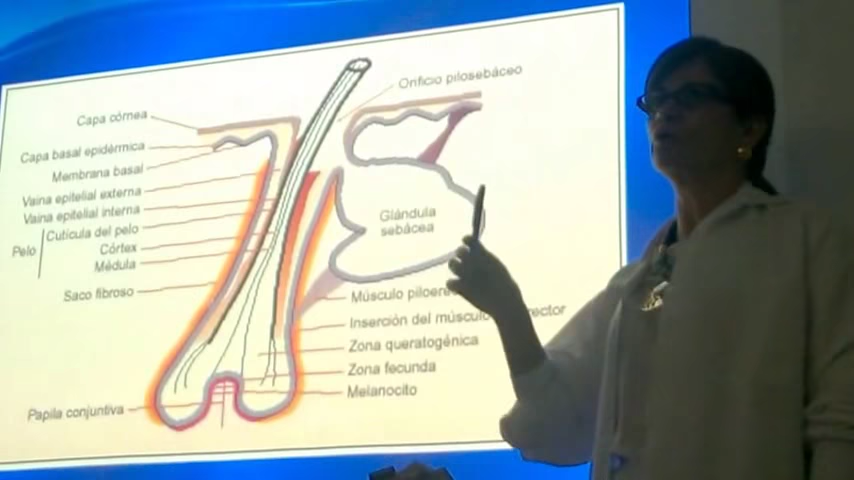 Orificio pilosebáceo
Capa córnea
Capa basal epidérmica
Membrana basal
Vaina epitelial externa
Vaina epitelial interna
Pelo
Cutícula del pelo
Córtex
Médula
Saco fibroso
Papila conjuntiva
Glándula
sebácea
Músculo
Inserción del músculo rector
Zona queratogénica
Zona fecunda
Melanocito